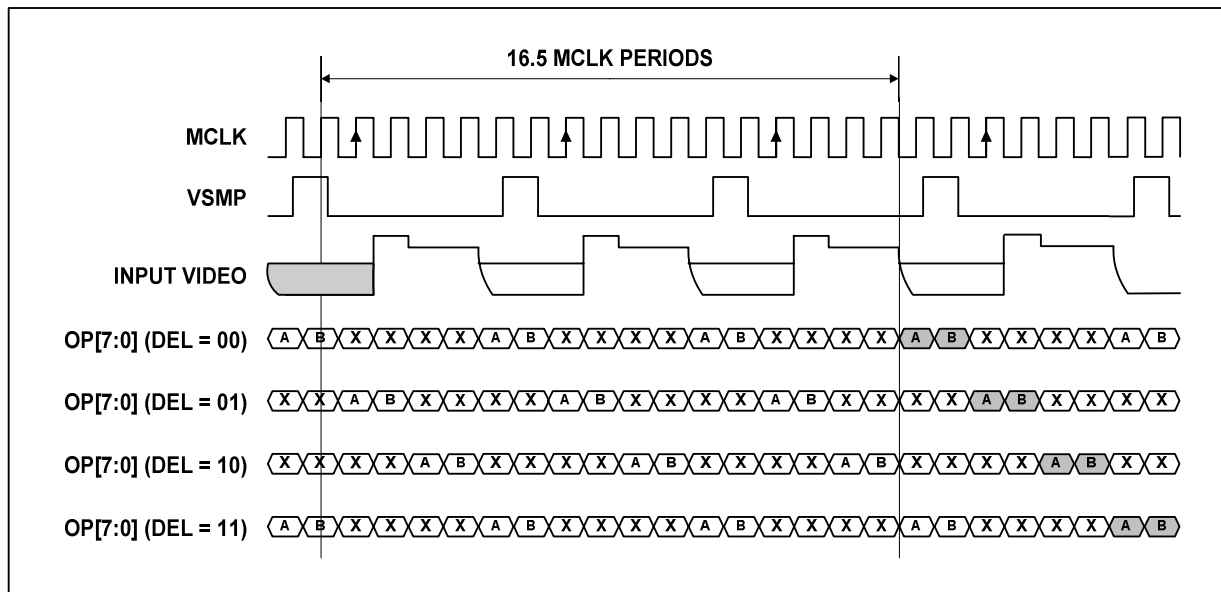 16.5 MCLK PERIODS
MCLK
VSMP
INPUT VIDEO
OP[7:0] (DEL = 00) A B X X X X A B X X X X A B X X X X A B X X X X A B
OP[7:0] (DEL = 01) X X A B X X X X A B X X X X A B X X X X A B X X X X
OP[7:0] (DEL = 10) X X X X A B X X X X A B X X X X A B X X X X A B X X
OP[7:0] (DEL = 11) A B X X X X A B X X X X A B X X X X A B X X X X A B